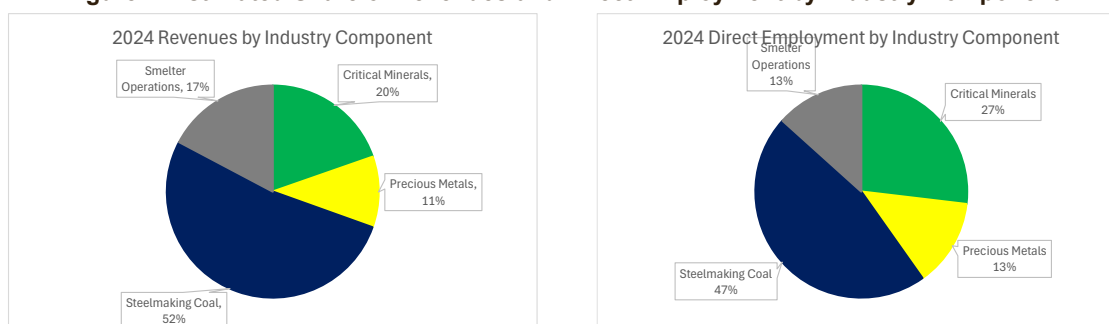 2024 Revenues by Industry Component
Smelter
Operations, 17%
Critical Minerals,
20%
Precious Metals,
11%
Steelmaking Coal,
52%
2024 Direct Employment by Industry Component
Smelter
Operations
13%
Critical Minerals
27%
Precious Metals
13%
Steelmaking Coal
47%